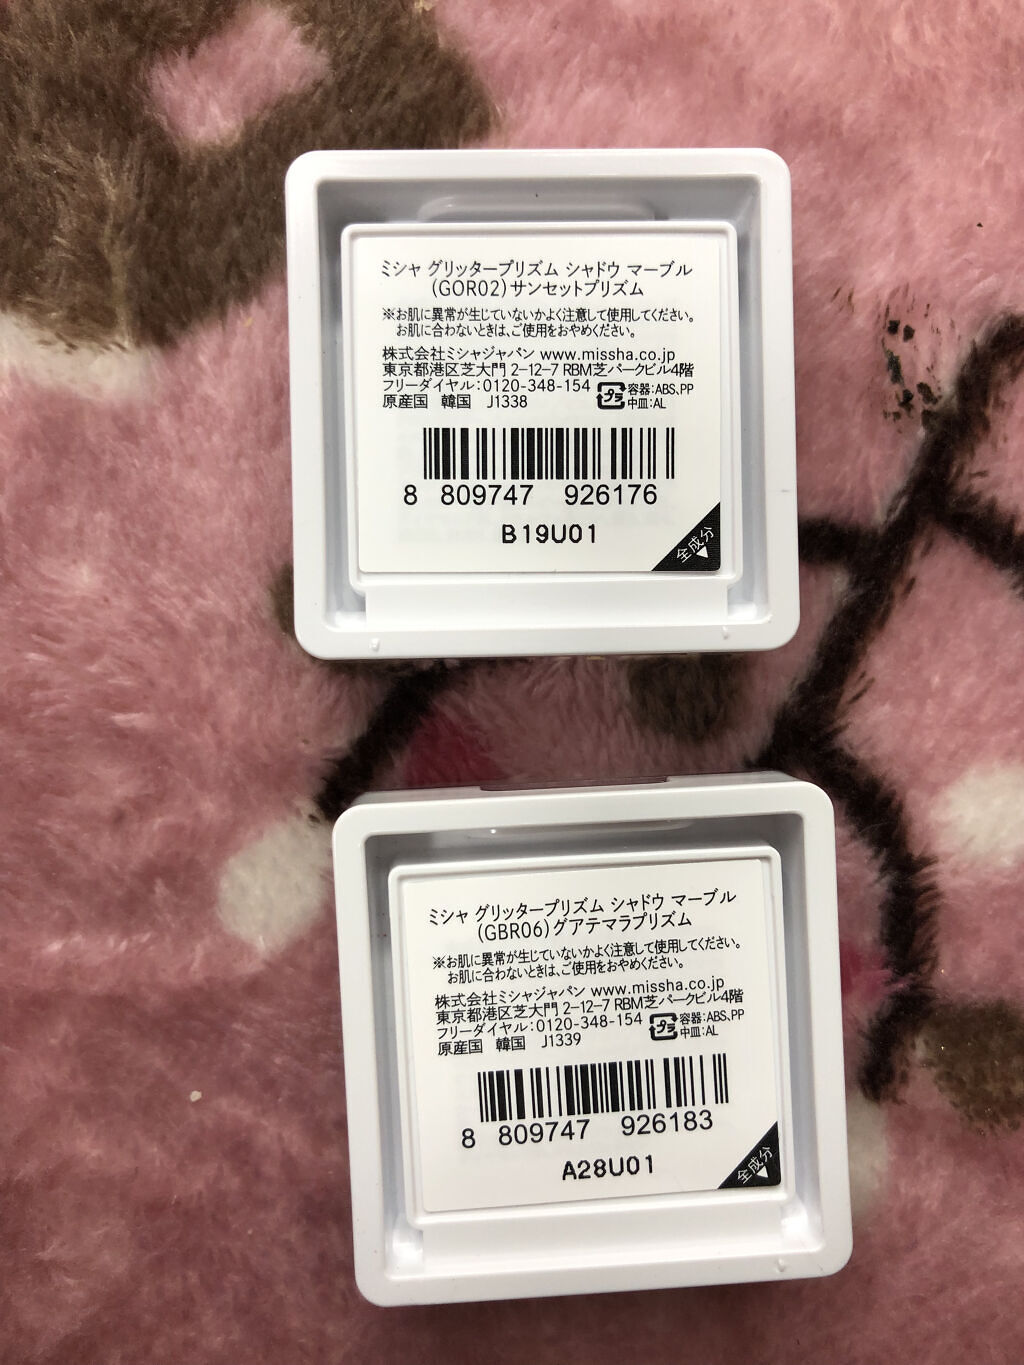 ミシャ グリッタープリズム シャドウ マーブル
(GOR02)サンセットプリズム
※お肌に異常が生じていないかよく注意して使用してください。
お肌に合わないときは、ご使用をおやめください。
株式会社ミシャジャパン www.missha.co.jp
東京都港区芝大門 2-12-7 RBM芝パークビル4階
フリーダイヤル:0120-348-154
プラ
容器:ABS、PP
中皿:AL
原産国 韓国 J1338
8 809747 926176
B19U01
全成分
ミシャ グリッタープリズム シャドウ マーブル
(GBR06)グアテマラプリズム
※お肌に異常が生じていないかよく注意して使用してください。
お肌に合わないときは、ご使用をおやめください。
株式会社ミシャジャパン www.missha.co.jp
東京都港区芝大門 2-12-7 RBM芝パークビル4階
フリーダイヤル:0120-348-154
プラ
容器:ABS、PP
中皿:AL
原産国 韓国 J1339
8 809747 926183
A28U01
全成分